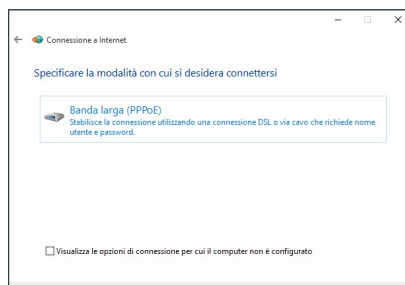 Connessione a Internet
Specificare la modalità con cui si desidera connettersi
Banda larga (PPPoE)
Stabilisce la connessione utilizzando una connessione DSL o via cavo che richiede nome
utente e password.
Visualizza le opzioni di connessione per cui il computer non è configurato